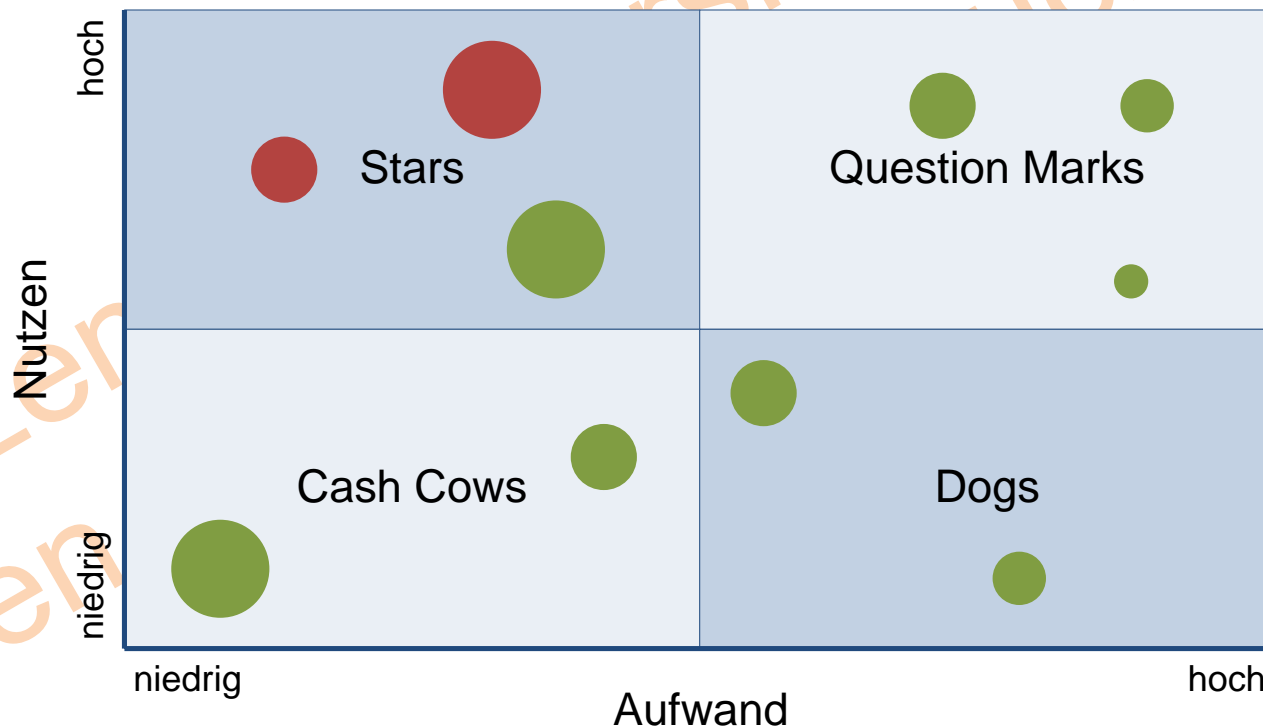 hoch
Stars
Question Marks
Nutzen
Cash Cows
Dogs
niedrig
niedrig
hoch
Aufwand